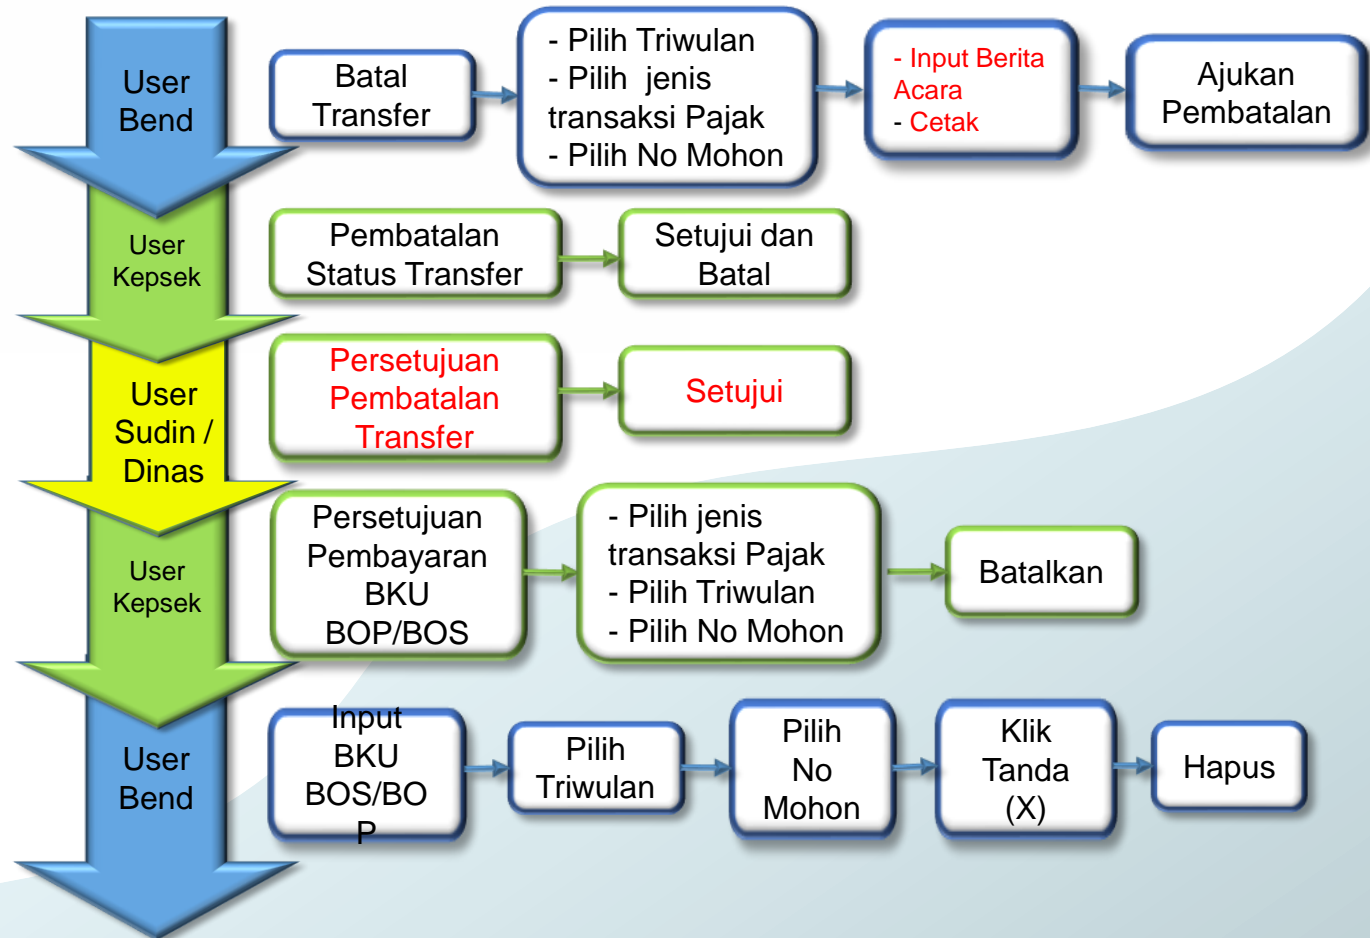 User
Bend
Batal
Transfer
- Pilih Triwulan
- Pilih jenis
transaksi Pajak
- Pilih No Mohon
- Input Berita
Acara
- Cetak
Ajukan
Pembatalan
User
Kepsek
Pembatalan
Status Transfer
Setujui dan
Batal
User
Sudin /
Dinas
Persetujuan
Pembatalan
Transfer
Setujui
User
Kepsek
Persetujuan
Pembayaran
BKU
BOP/BOS
- Pilih jenis
transaksi Pajak
- Pilih Triwulan
- Pilih No Mohon
Batalkan
User
Bend
Input
BKU
BOS/BO
P
Pilih
Triwulan
Pilih
No
Mohon
Klik
Tanda
(X)
Hapus